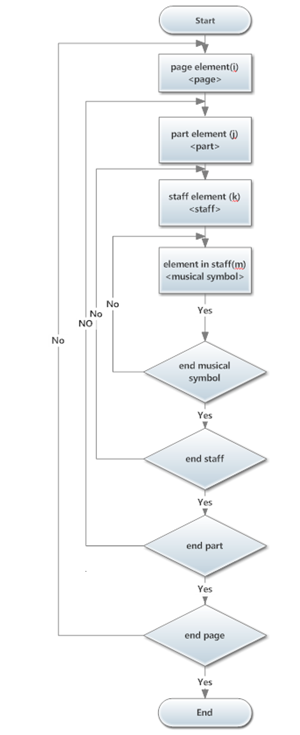 Start
page element(i)
<page>
part element (j)
<part>
staff element (k)
<staff>
element in staff(m)
<musical symbol>
No
Yes
No
NO
No
end musical
symbol
Yes
end staff
Yes
end part
Yes
end page
Yes
End